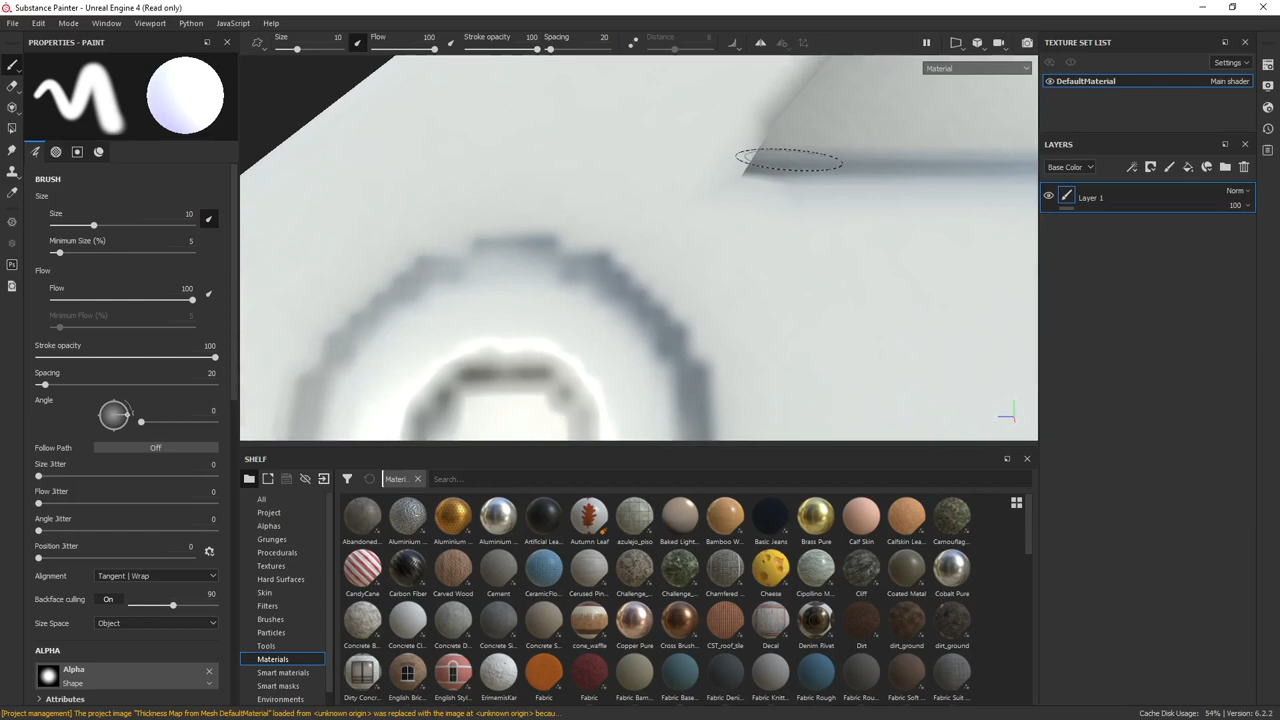 Substance Painter - Unreal Engine 4 (Read only)
File Edit Mode Window Viewport Python JavaScript Help
PROPERTIES - PAINT
Size 10 Flow 100 Stroke opacity 100 Spacing 20 Distance 8
Material
TEXTURE SET LIST
Settings
DefaultMaterial Main shader
LAYERS
Base Color
Layer 1 Norm 100
BRUSH
Size
Size 10
Minimum Size (%) 5
Flow
Flow 100
Minimum Flow (%) 5
Stroke opacity 100
Spacing 20
Angle 0
Follow Path Off
Size Jitter 0
Flow Jitter 0
Angle Jitter 0
Position Jitter 0
Alignment Tangent | Wrap
Backface culling On 90
Size Space Object
ALPHA
Alpha
Shape
Attributes
SHELF
Materi... Search...
All
Project
Alphas
Grunges
Procedurals
Textures
Hard Surfaces
Skin
Filters
Brushes
Particles
Tools
Materials
Smart materials
Smart masks
Environments
Abandoned... Aluminium ... Aluminium ... Aluminium ... Artificial Lea... Autumn Leaf azulejo_piso Baked Light... Bamboo W... Basic Jeans Brass Pure Calf Skin Calfskin Lea... Camouflag...
CandyCane Carbon Fiber Carved Wood Cement CeramicFlo... Cerused Pin... Challenge_... Challenge_... Chamfered ... Cheese Cipollino M... Cliff Coated Metal Cobalt Pure
Concrete B... Concrete Cl... Concrete D... Concrete Si... Concrete S... cone_waffle Copper Pure Cross Brush... CST_roof_tile Decal Denim Rivet Dirt dirt_ground dirt_ground
Dirty Concr... English Bric... English Styl... ErnemisKar Fabric Fabric Fabric Bam... Fabric Base... Fabric Deni... Fabric Knitt... Fabric Rough Fabric Rou... Fabric Soft ... Fabric Suit ...
[Project management] The project image "Thickness Map from Mesh DefaultMaterial" loaded from <unknown origin> was replaced with the image at <unknown origin> becau...
Cache Disk Usage: 54% | Version: 6.2.2